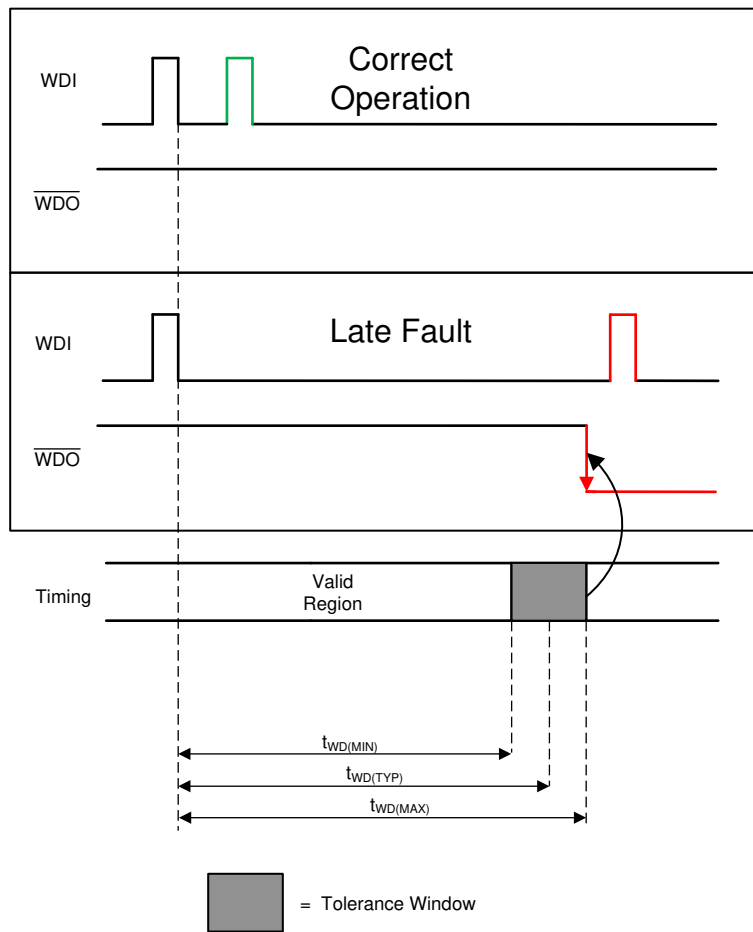 WDI
Correct
Operation
WDO
WDI
Late Fault
WDO
Timing
Valid
Region
tWD(MIN)
tWD(TYP)
tWD(MAX)
= Tolerance Window